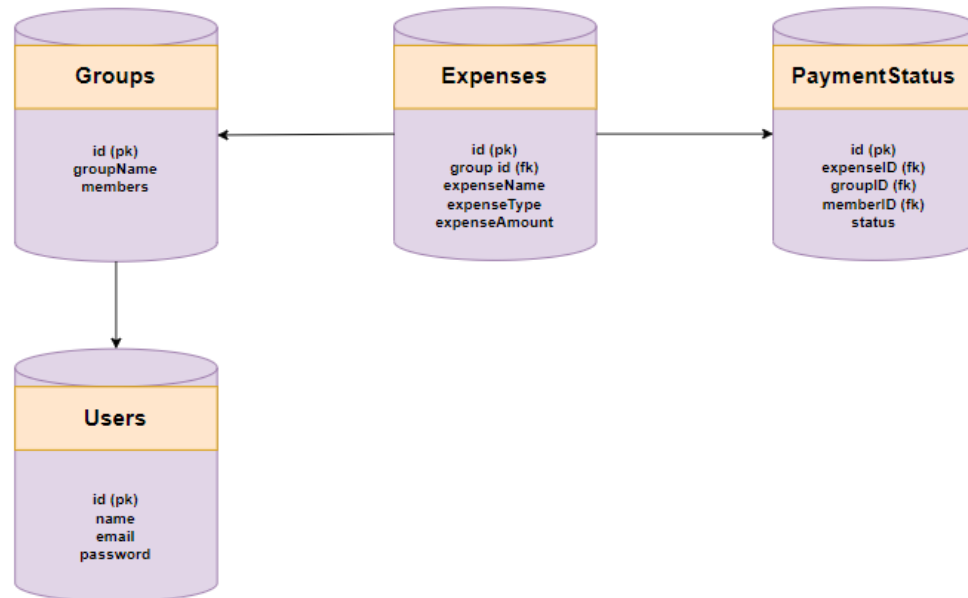 Groups
id (pk)
groupName
members
Expenses
id (pk)
group id (fk)
expenseName
expenseType
expenseAmount
PaymentStatus
id (pk)
expenseID (fk)
groupID (fk)
memberID (fk)
status
Users
id (pk)
name
email
password